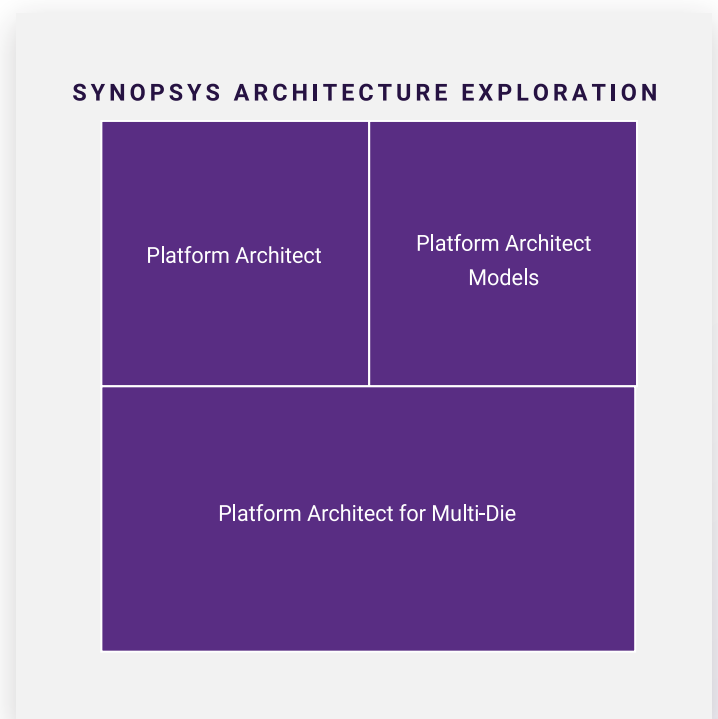 SYNOPSYS ARCHITECTURE EXPLORATION
Platform Architect
Platform Architect
Models
Platform Architect for Multi-Die